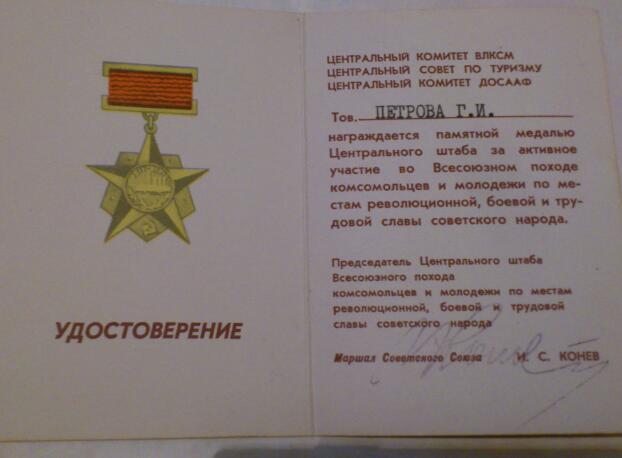 УДОСТОВЕРЕНИЕ
ЦЕНТРАЛЬНЫЙ КОМИТЕТ ВЛКСМ
ЦЕНТРАЛЬНЫЙ СОВЕТ ПО ТУРИЗМУ
ЦЕНТРАЛЬНЫЙ КОМИТЕТ ДОСААФ
Тов. ПЕТРОВА Г.И.
награждается памятной медалью
Центрального штаба за активное
участие во Всесоюзном походе
комсомольцев и молодежи по ме-
стам революционной, боевой и тру-
довой славы советского народа.
Председатель Центрального штаба
Всесоюзного похода
комсомольцев и молодежи по местам
революционной, боевой и трудовой
славы советского народа
Маршал Советского Союза И. С. КОНЕВ